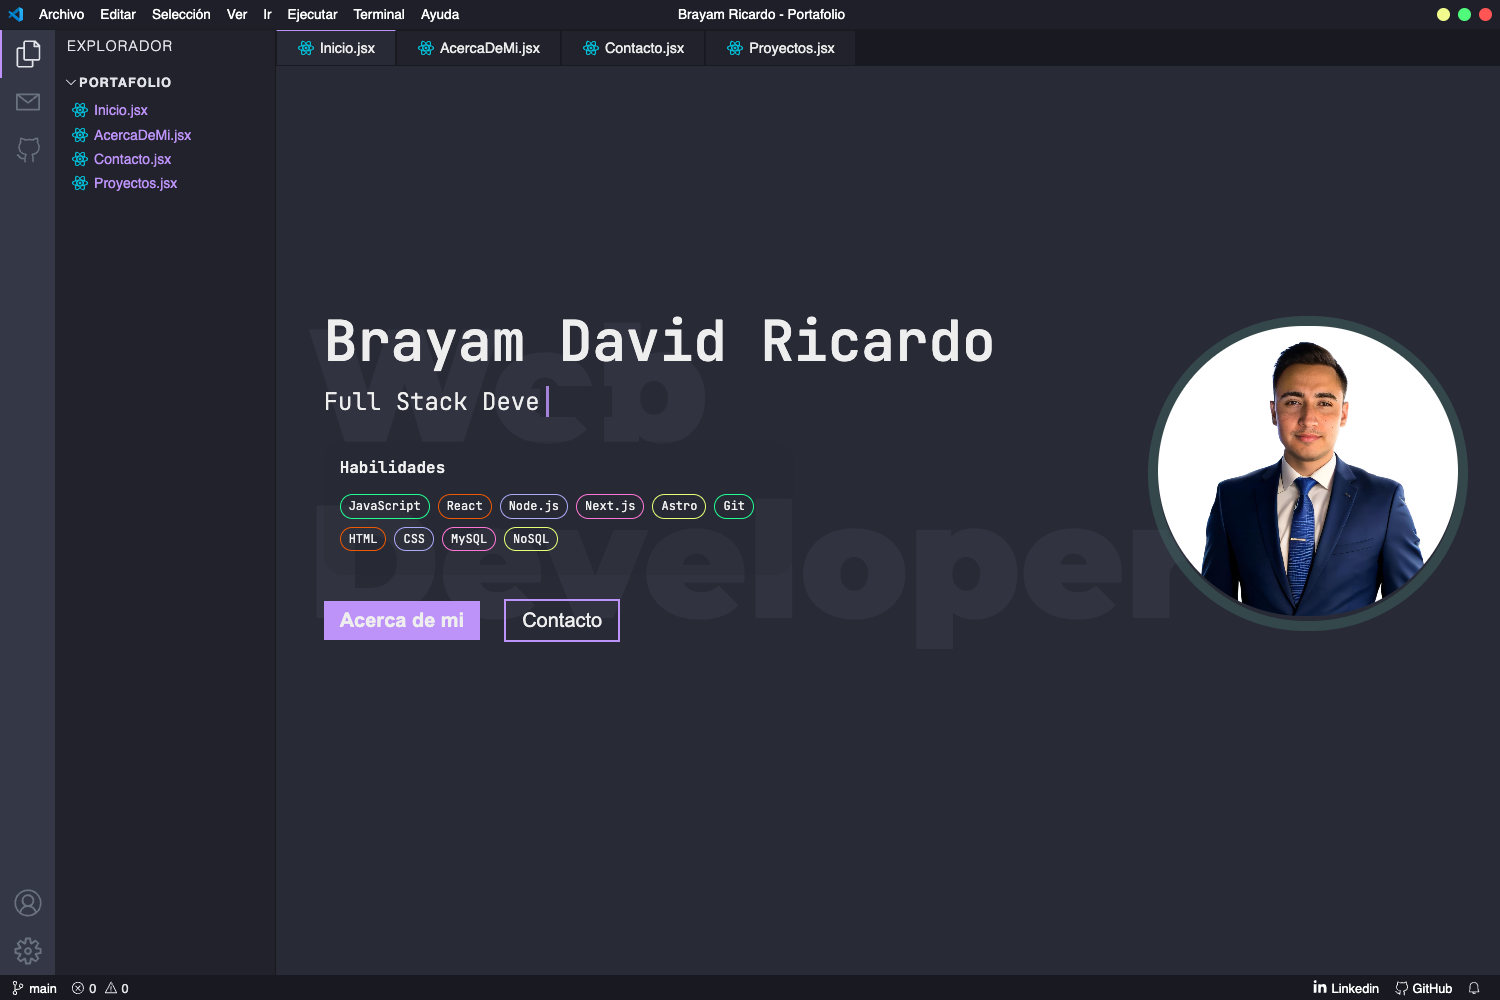 Archivo Editar Selección Ver Ir Ejecutar Terminal Ayuda Brayam Ricardo - Portafolio
EXPLORADOR
PORTAFOLIO
Inicio.jsx
AcercaDeMi.jsx
Contacto.jsx
Proyectos.jsx
Inicio.jsx AcercaDeMi.jsx Contacto.jsx Proyectos.jsx
Web
Developer
Brayam David Ricardo
Full Stack Deve
Habilidades
JavaScript React Node.js Next.js Astro Git
HTML CSS MySQL NoSQL
Acerca de mi Contacto
main 0 0 Linkedin GitHub